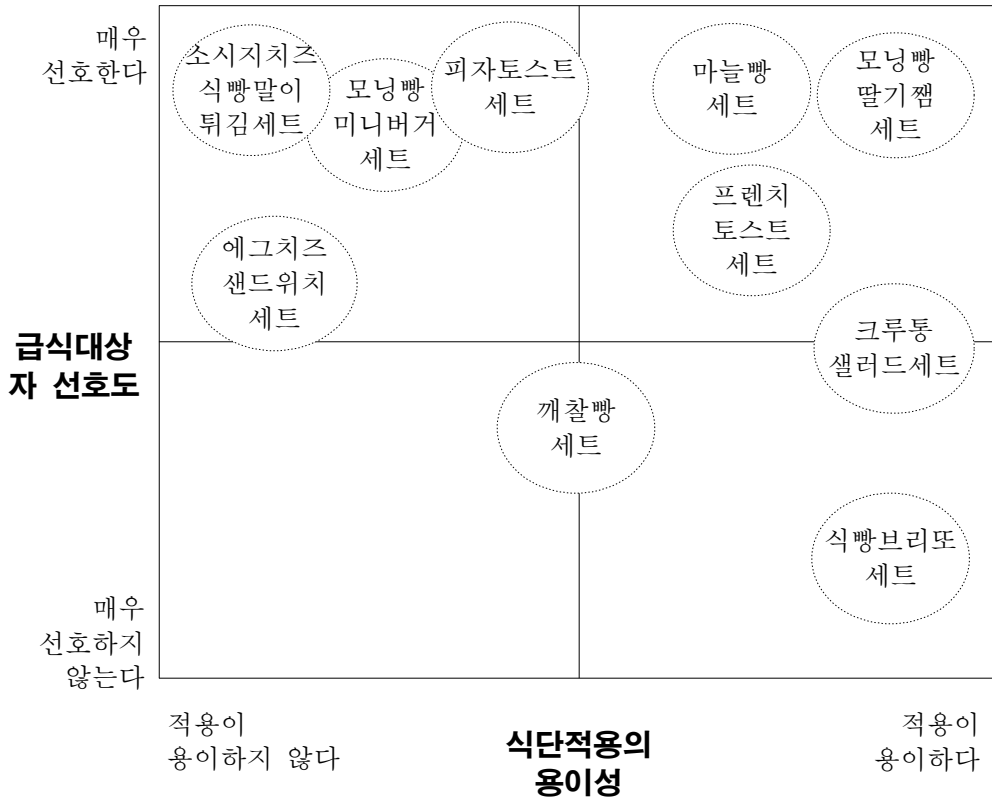 매우
선호한다
소시지치즈
식빵말이
튀김세트
모닝빵
미니버거
세트
피자토스트
세트
마늘빵
세트
모닝빵
딸기쨈
세트
프렌치
토스트
세트
에그치즈
샌드위치
세트
급식대상
자 선호도
크루통
샐러드세트
깨찰빵
세트
식빵브리또
세트
매우
선호하지
않는다
적용이
용이하지 않다
식단적용의
용이성
적용이
용이하다